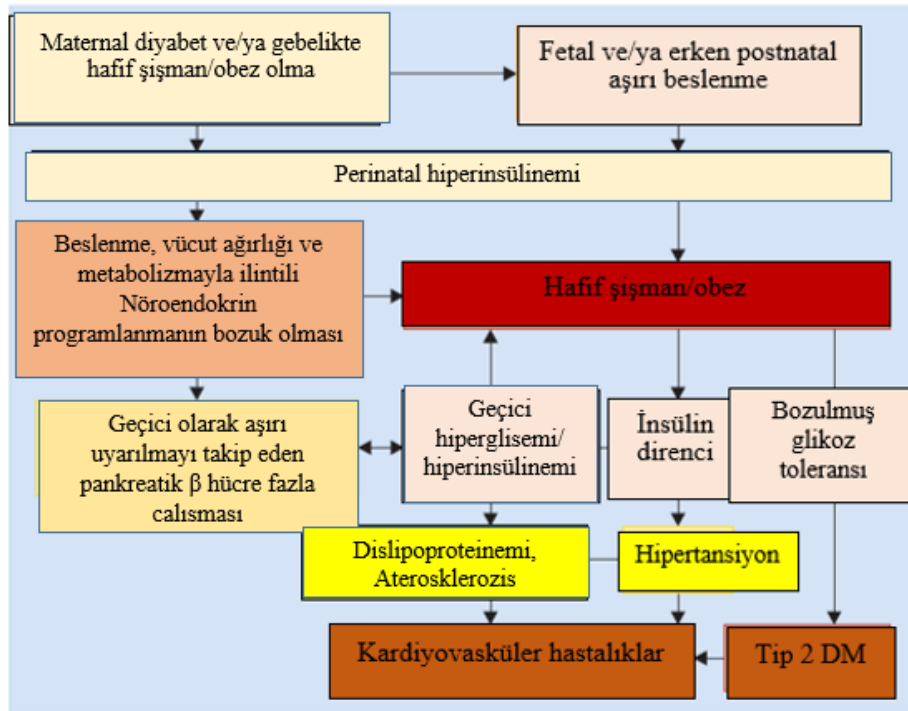 Maternal diyabet ve/ya gebelikte
hafif şişman/obez olma
Fetal ve/ya erken postnatal
aşırı beslenme
Perinatal hiperinsülinemi
Beslenme, vücut ağırlığı ve
metabolizmayla ilintili
Nöroendokrin
programlanmanın bozuk olması
Hafif şişman/obez
Geçici olarak aşırı
uyarılmayı takip eden
pankreatik β hücre fazla
calısması
Geçici
hiperglisemi/
hiperinsülinemi
İnsülin
direnci
Bozulmuş
glikoz
toleransı
Dislipoproteinemi,
Aterosklerozis
Hipertansiyon
Kardiyovasküler hastalıklar
Tip 2 DM